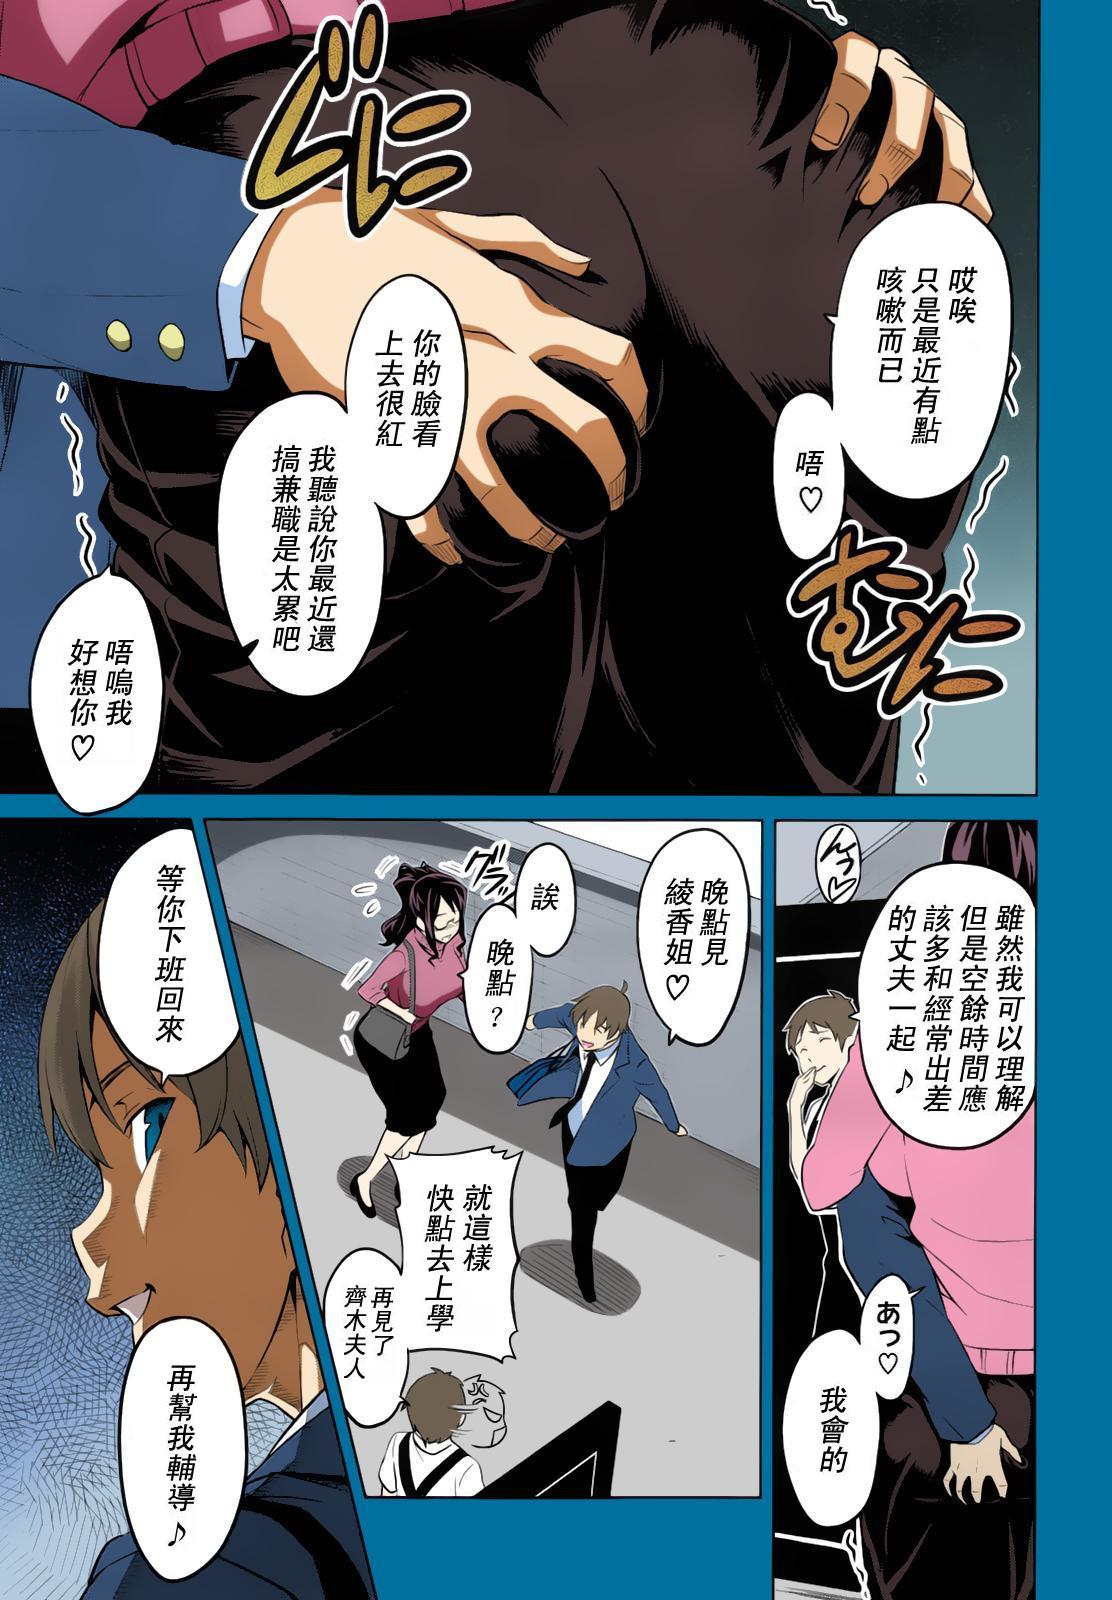 哎唉
只是最近有點
咳嗽而已
唔♡
むにに
ぐにに
你的臉看
上去很紅
我聽說你最近還
搞兼職是太累吧
唔嗚我
好想你♡
雖然我可以理解
但是空餘時間應
該多和經常出差
的丈夫一起♪
あっ♡
我會的
晚點見
綾香姐♡
誒
晚點？
グラッ
就這樣
快點去上學
再見了
齊木夫人
等你下班回來
再幫我輔導♪